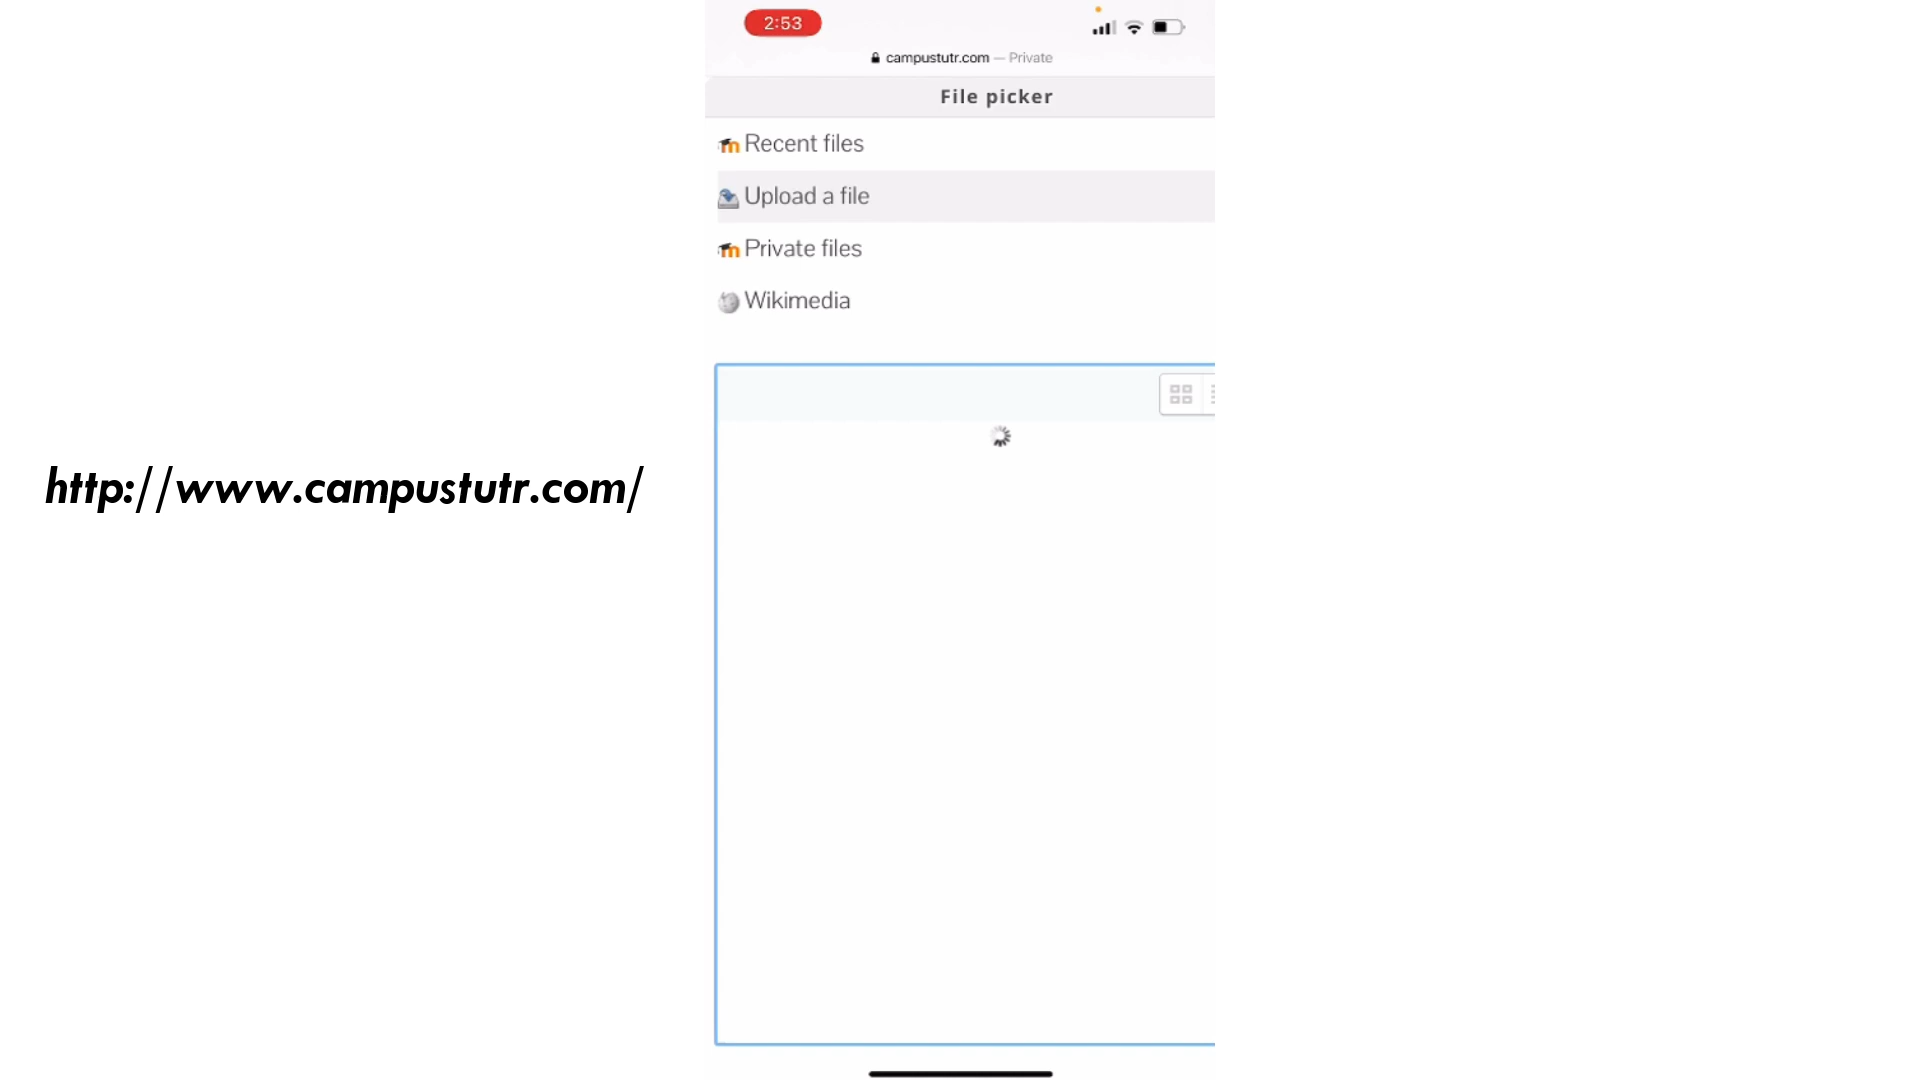 2:53
campustutr.com — Private
File picker
Recent files
Upload a file
Private files
Wikimedia
http://www.campustutr.com/